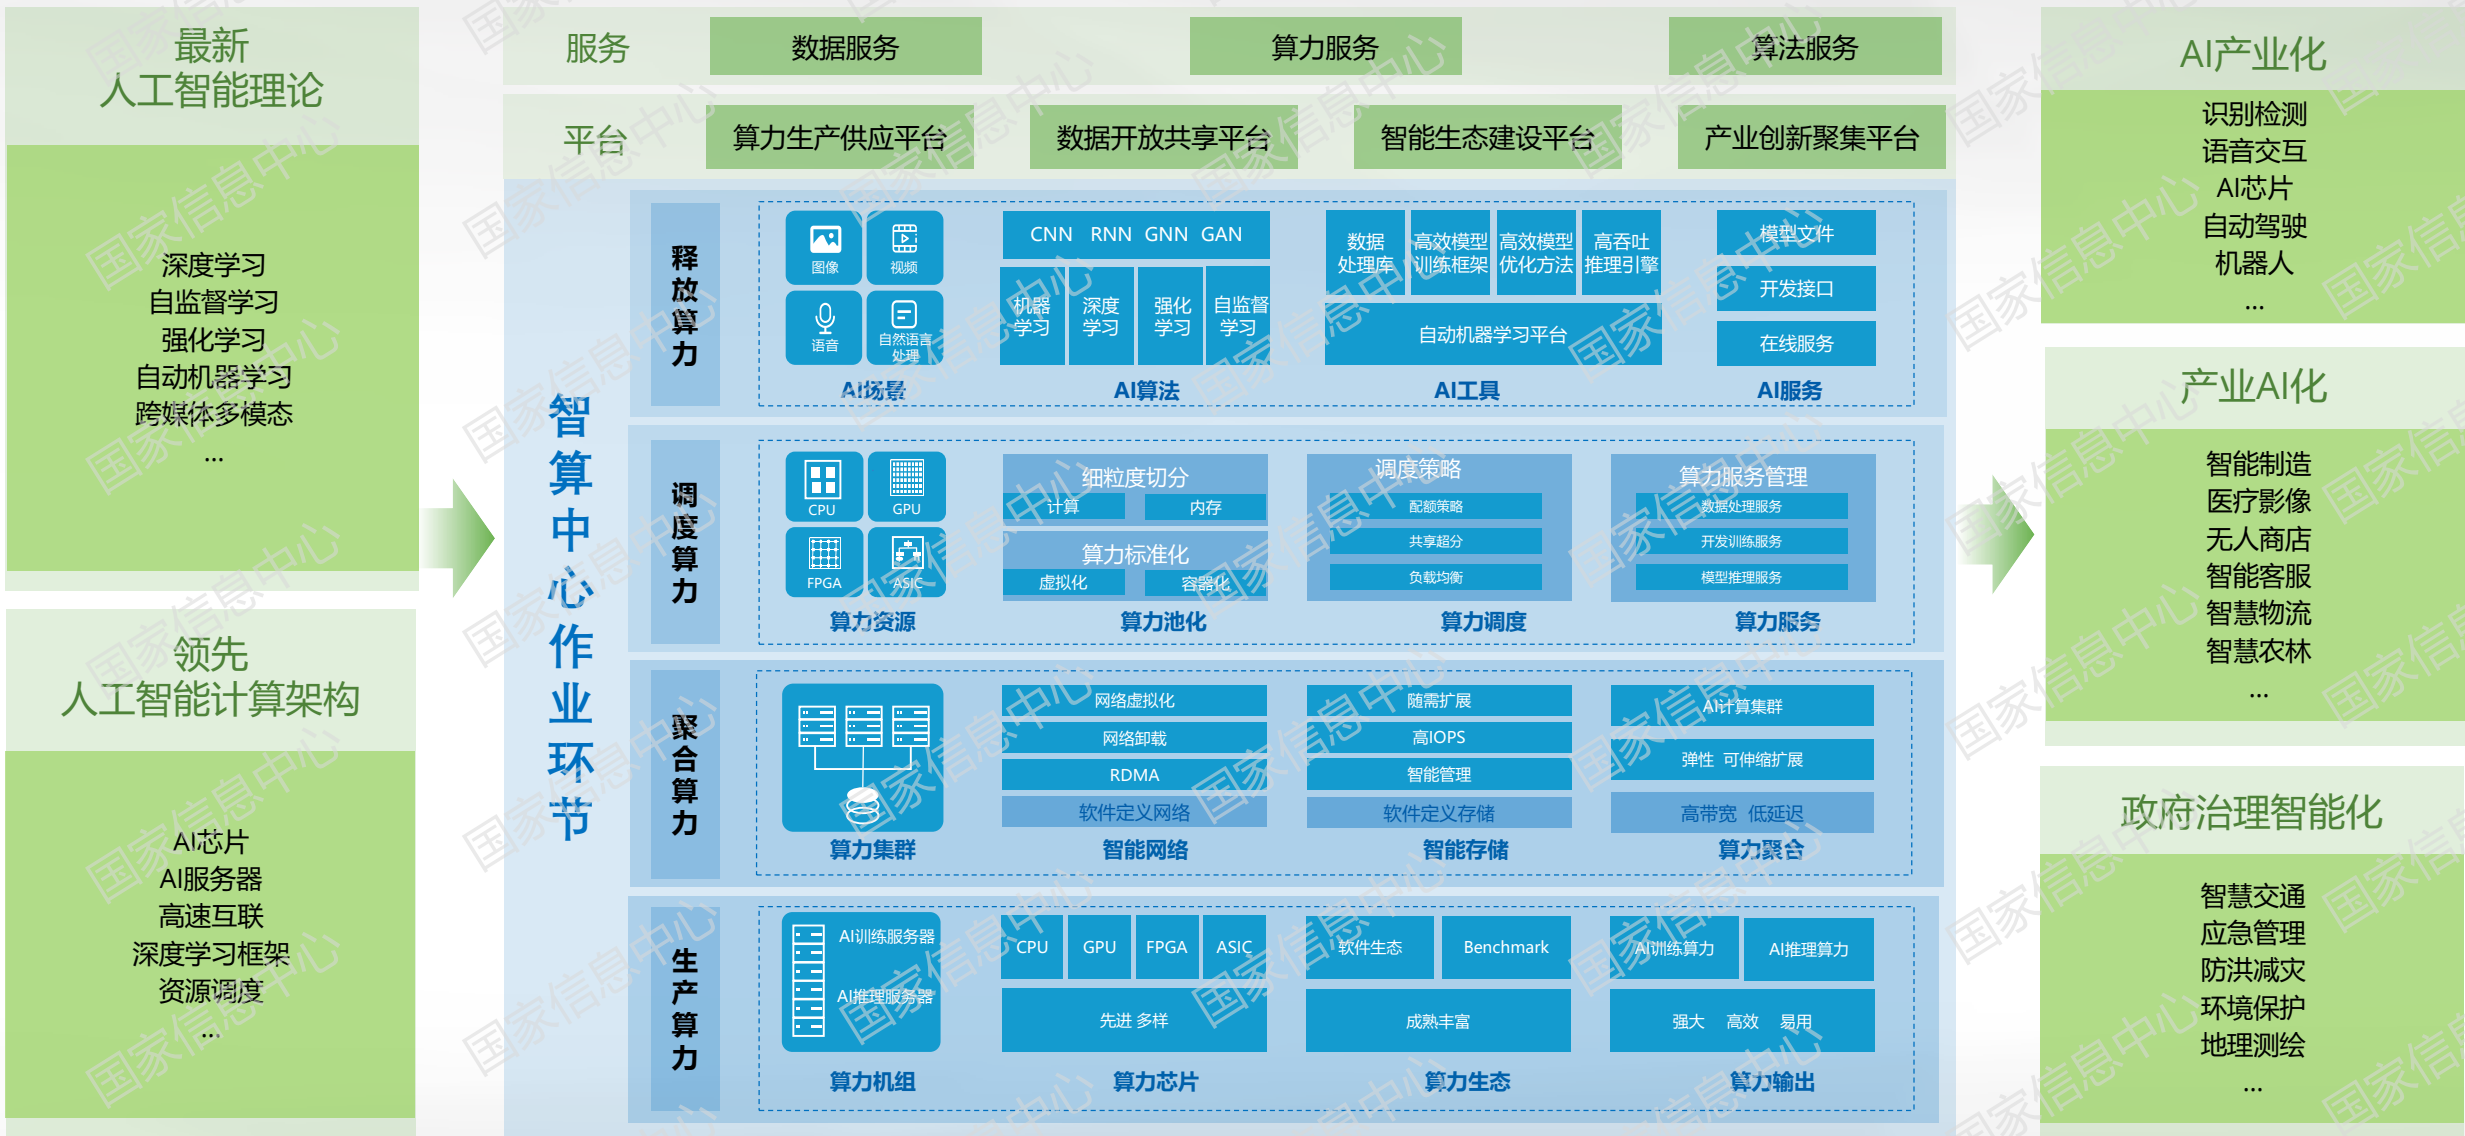 最新
人工智能理论
深度学习
自监督学习
强化学习
自动机器学习
跨媒体多模态
...
领先
人工智能计算架构
AI芯片
AI服务器
高速互联
深度学习框架
资源调度
...
服务
数据服务
算力服务
算法服务
平台
算力生产供应平台
数据开放共享平台
智能生态建设平台
产业创新聚集平台
智算中心作业环节
释放算力
图像
视频
语音
自然语言
处理
AI场景
CNN RNN GNN GAN
机器
学习
深度
学习
强化
学习
自监督
学习
AI算法
数据
处理库
高效模型
训练框架
高效模型
优化方法
高吞吐
推理引擎
自动机器学习平台
AI工具
模型文件
开发接口
在线服务
AI服务
调度算力
CPU
GPU
FPGA
ASIC
算力资源
细粒度切分
计算
内存
算力标准化
虚拟化
容器化
算力池化
调度策略
配额策略
共享超分
负载均衡
算力调度
算力服务管理
数据处理服务
开发训练服务
模型推理服务
算力服务
聚合算力
算力集群
网络虚拟化
网络卸载
RDMA
软件定义网络
智能网络
随需扩展
高IOPS
智能管理
软件定义存储
智能存储
AI计算集群
弹性 可伸缩扩展
高带宽 低延迟
算力聚合
生产算力
AI训练服务器
AI推理服务器
算力机组
CPU
GPU
FPGA
ASIC
先进 多样
算力芯片
软件生态
Benchmark
成熟丰富
算力生态
AI训练算力
AI推理算力
强大 高效 易用
算力输出
AI产业化
识别检测
语音交互
AI芯片
自动驾驶
机器人
...
产业AI化
智能制造
医疗影像
无人商店
智能客服
智慧物流
智慧农林
...
政府治理智能化
智慧交通
应急管理
防洪减灾
环境保护
地理测绘
...
国家信息中心